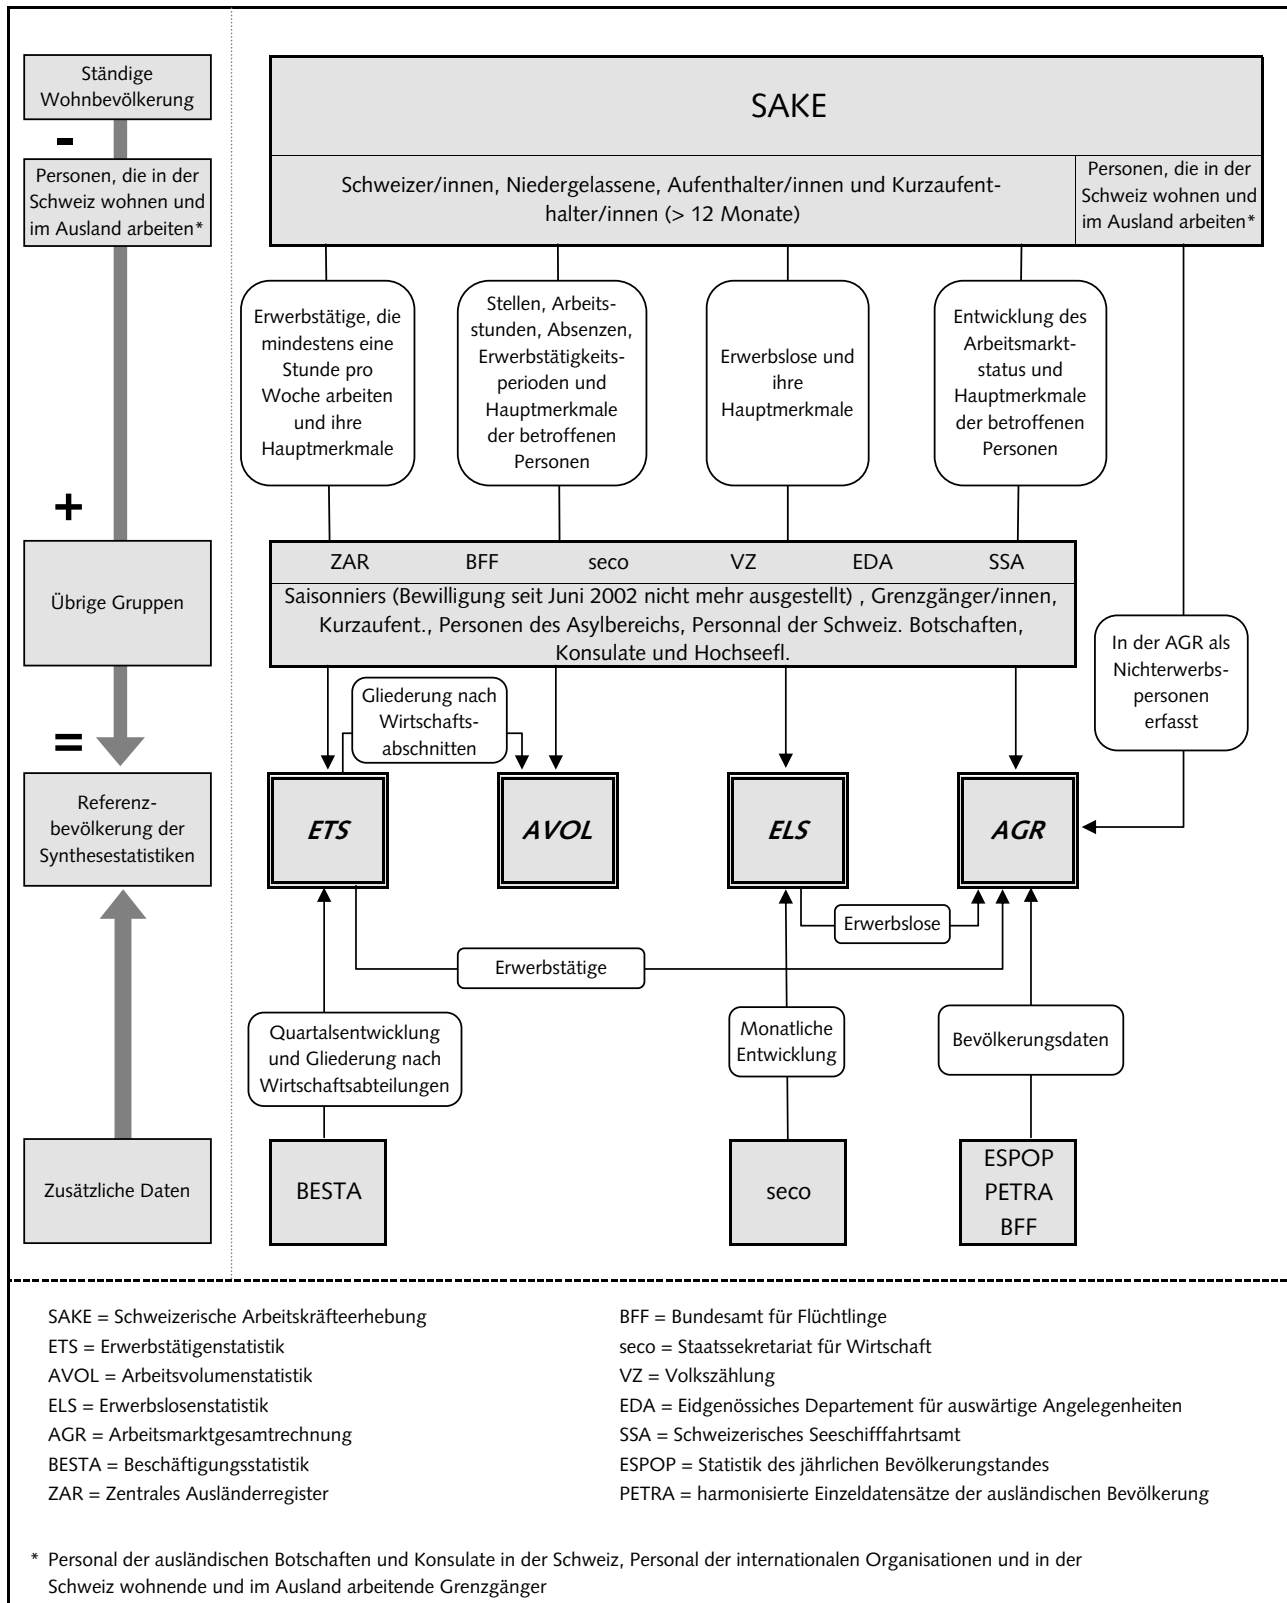 Ständige
Wohnbevölkerung
-
Personen, die in der
Schweiz wohnen und
im Ausland arbeiten*
+
Übrige Gruppen
=
Referenz-
bevölkerung der
Synthesestatistiken
Zusätzliche Daten
SAKE
Schweizer/innen, Niedergelassene, Aufenthalter/innen und Kurzaufent-
halter/innen (> 12 Monate)
Personen, die in der
Schweiz wohnen und
im Ausland arbeiten*
Erwerbstätige, die
mindestens eine
Stunde pro
Woche arbeiten
und ihre
Hauptmerkmale
Stellen, Arbeits-
stunden, Absenzen,
Erwerbstätigkeits-
perioden und
Hauptmerkmale
der betroffenen
Personen
Erwerbslose und
ihre
Hauptmerkmale
Entwicklung des
Arbeitsmarkt-
status und
Hauptmerkmale
der betroffenen
Personen
ZAR BFF seco VZ EDA SSA
Saisonniers (Bewilligung seit Juni 2002 nicht mehr ausgestellt) , Grenzgänger/innen,
Kurzaufent., Personen des Asylbereichs, Personnal der Schweiz. Botschaften,
Konsulate und Hochseefl.
In der AGR als
Nichterwerbs-
personen
erfasst
Gliederung nach
Wirtschafts-
abschnitten
ETS AVOL ELS AGR
Erwerbslose
Erwerbstätige
Quartalsentwicklung
und Gliederung nach
Wirtschaftsabteilungen
Monatliche
Entwicklung
Bevölkerungsdaten
BESTA
seco
ESPOP
PETRA
BFF
SAKE = Schweizerische Arbeitskräfteerhebung
ETS = Erwerbstätigenstatistik
AVOL = Arbeitsvolumenstatistik
ELS = Erwerbslosenstatistik
AGR = Arbeitsmarktgesamtrechnung
BESTA = Beschäftigungsstatistik
ZAR = Zentrales Ausländerregister
BFF = Bundesamt für Flüchtlinge
seco = Staatssekretariat für Wirtschaft
VZ = Volkszählung
EDA = Eidgenössiches Departement für auswärtige Angelegenheiten
SSA = Schweizerisches Seeschifffahrtsamt
ESPOP = Statistik des jährlichen Bevölkerungstandes
PETRA = harmonisierte Einzeldatensätze der ausländischen Bevölkerung
* Personal der ausländischen Botschaften und Konsulate in der Schweiz, Personal der internationalen Organisationen und in der
Schweiz wohnende und im Ausland arbeitende Grenzgänger